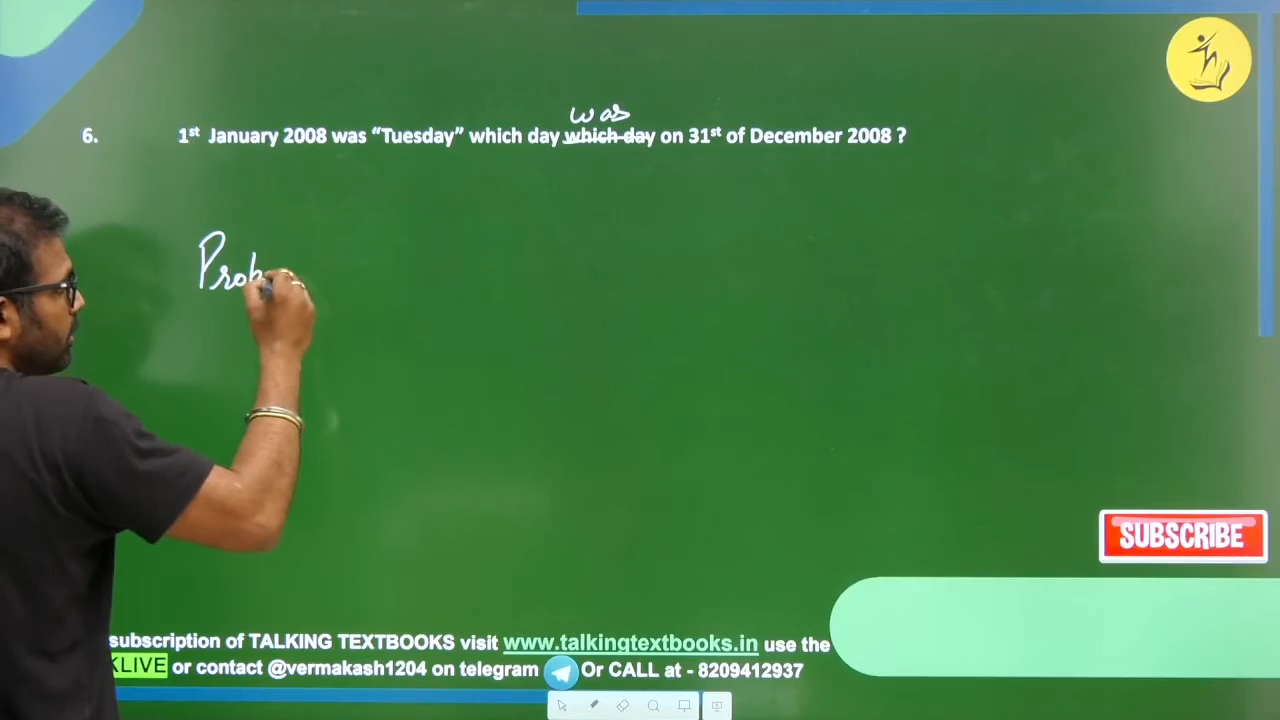 was
6. 1st January 2008 was “Tuesday” which day which day on 31st of December 2008 ?
Prob
SUBSCRIBE
subscription of TALKING TEXTBOOKS visit www.talkingtextbooks.in use the
KLIVE or contact @vermakash1204 on telegram Or CALL at - 8209412937